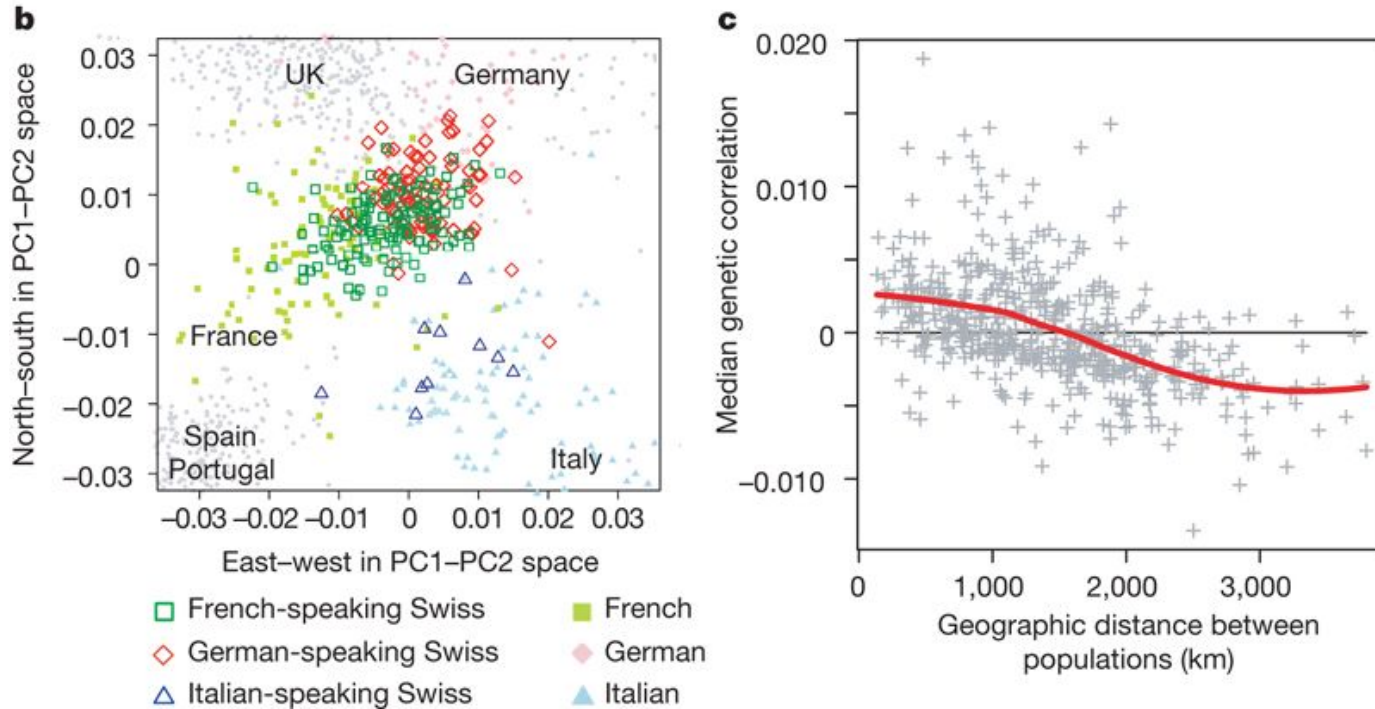 b
North–south in PC1–PC2 space
0.03
0.02
0.01
0
−0.01
−0.02
−0.03
UK
Germany
France
Spain
Portugal
Italy
−0.03 −0.02 −0.01 0 0.01 0.02 0.03
East–west in PC1–PC2 space
French-speaking Swiss
German-speaking Swiss
Italian-speaking Swiss
French
German
Italian
c
Median genetic correlation
0.020
0.010
0
−0.010
0 1,000 2,000 3,000
Geographic distance between
populations (km)